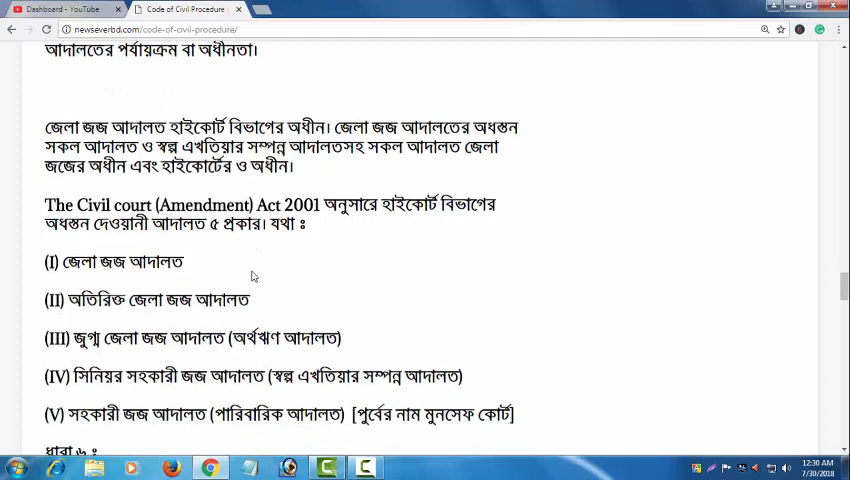 Dashboard - YouTube
Code of Civil Procedure
newseverbd.com/code-of-civil-procedure/
আদালতের পর্যায়ক্রম বা অধীনতা।
জেলা জজ আদালত হাইকোর্ট বিভাগের অধীন। জেলা জজ আদালতের অধস্তন
সকল আদালত ও স্বল্প এখতিয়ার সম্পন্ন আদালতসহ সকল আদালত জেলা
জজের অধীন এবং হাইকোর্টের ও অধীন।
The Civil court (Amendment) Act 2001 অনুসারে হাইকোর্ট বিভাগের
অধস্তন দেওয়ানী আদালত ৫ প্রকার। যথা ঃ
(I) জেলা জজ আদালত
(II) অতিরিক্ত জেলা জজ আদালত
(III) জুগ্ম জেলা জজ আদালত (অর্থঋণ আদালত)
(IV) সিনিয়র সহকারী জজ আদালত (স্বল্প এখতিয়ার সম্পন্ন আদালত)
(V) সহকারী জজ আদালত (পারিবারিক আদালত) [পুর্বের নাম মুনসেফ কোর্ট]
ধারা ৬ ঃ
12:30 AM
7/30/2018